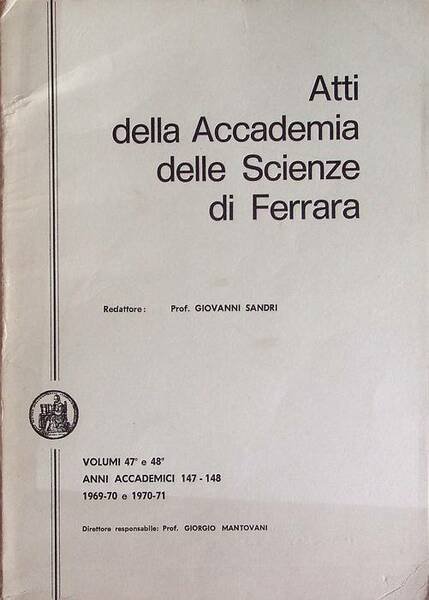 Atti
della Accademia
delle Scienze
di Ferrara
Redattore: Prof. GIOVANNI SANDRI
VOLUMI 47° e 48°
ANNI ACCADEMICI 147 - 148
1969-70 e 1970-71
Direttore responsabile: Prof. GIORGIO MANTOVANI